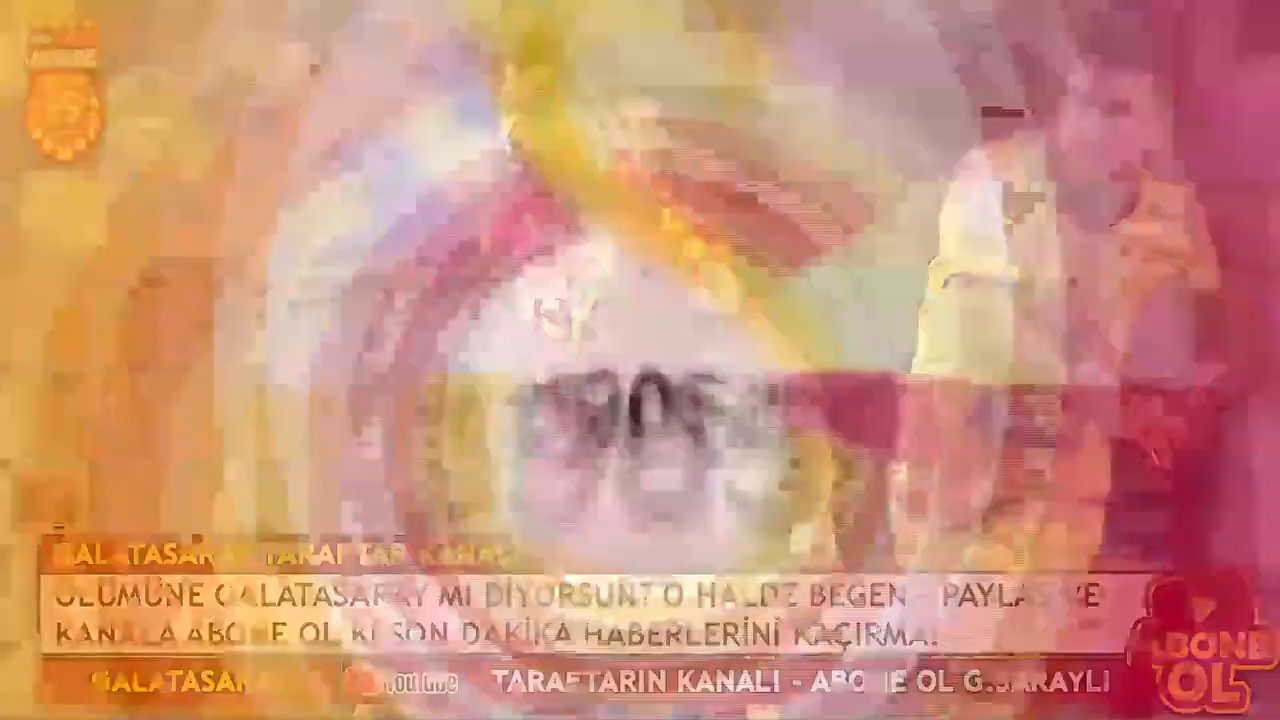 GALATASARAY TARAFTAR KANALI
ÖLÜMÜNE GALATASARAY MI DİYORSUN? O HALDE BEĞEN - PAYLAŞ VE
KANALA ABONE OL Kİ SON DAKİKA HABERLERİNİ KAÇIRMA.
GALATASARAY YouTube TARAFTARIN KANALI - ABONE OL G.SARAYLI
ABONE
OL